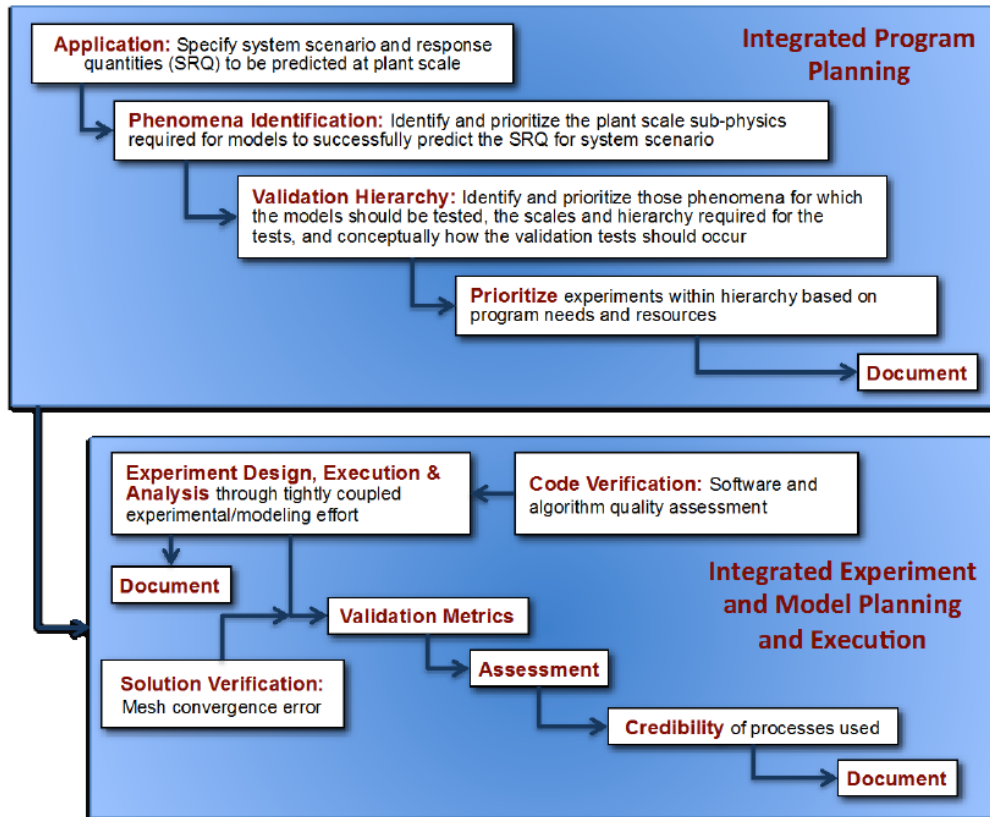 Integrated Program
Planning
Application: Specify system scenario and response
quantities (SRQ) to be predicted at plant scale
Phenomena Identification: Identify and prioritize the plant scale sub-physics
required for models to successfully predict the SRQ for system scenario
Validation Hierarchy: Identify and prioritize those phenomena for which
the models should be tested, the scales and hierarchy required for the
tests, and conceptually how the validation tests should occur
Prioritize experiments within hierarchy based on
program needs and resources
Document
Experiment Design, Execution &
Analysis through tightly coupled
experimental/modeling effort
Code Verification: Software and
algorithm quality assessment
Document
Integrated Experiment
and Model Planning
and Execution
Validation Metrics
Solution Verification:
Mesh convergence error
Assessment
Credibility of processes used
Document